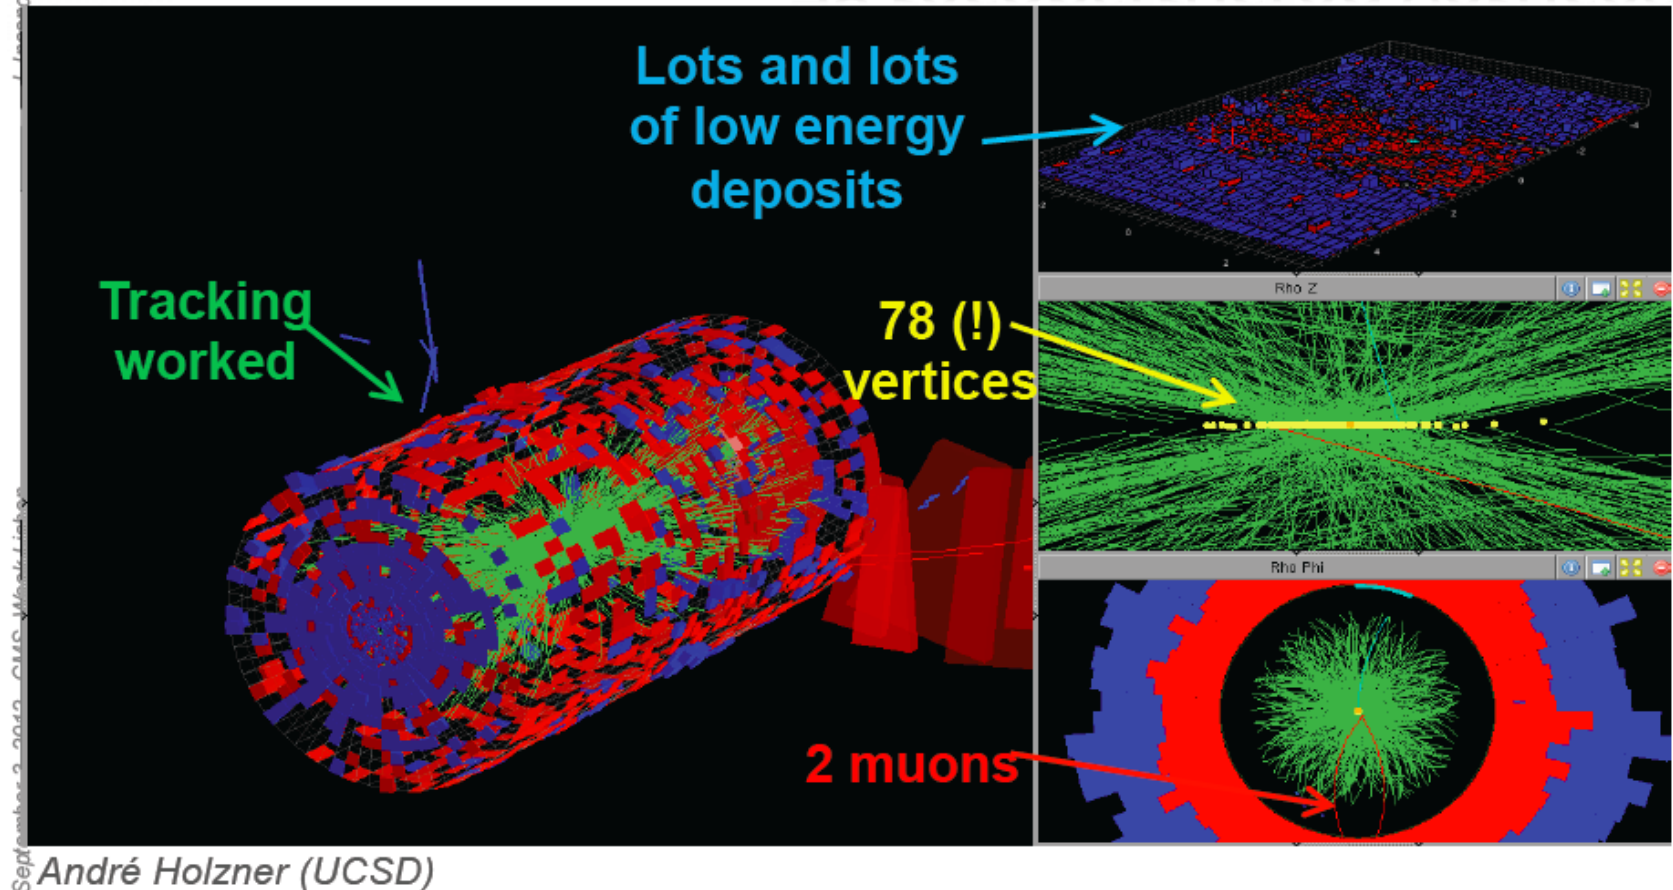 Lots and lots
of low energy
deposits
Tracking
worked
78 (!)
vertices
Rho Z
Rho Phi
2 muons
André Holzner (UCSD)